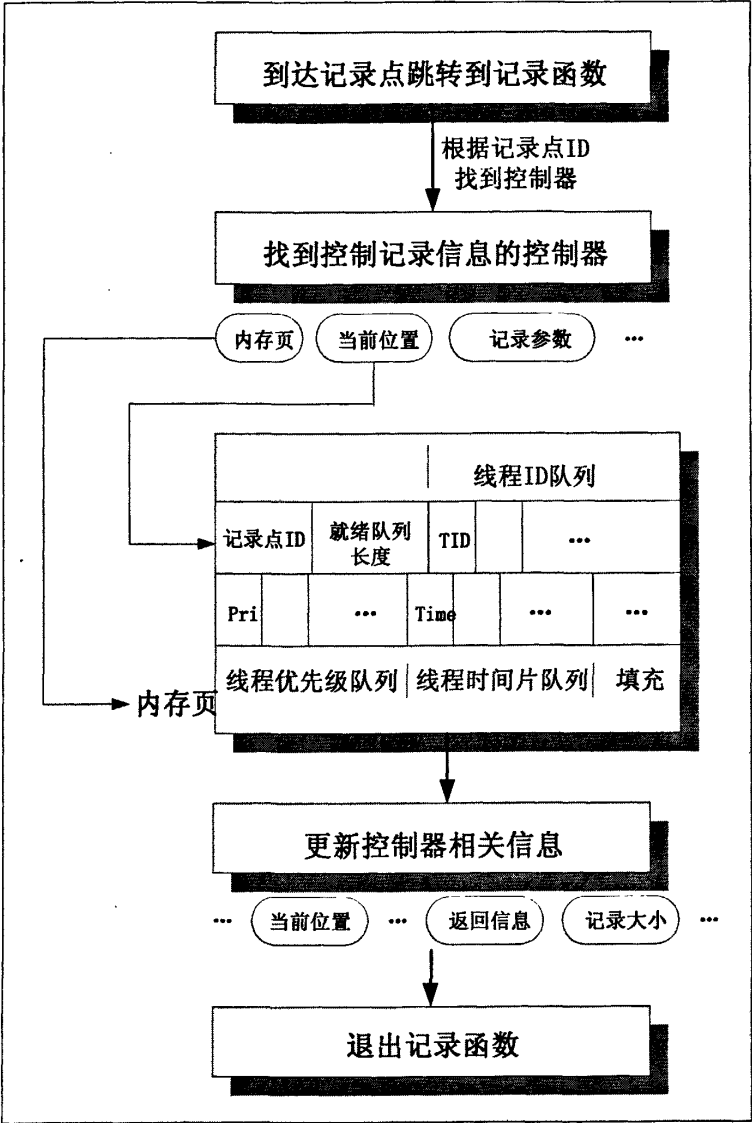 到达记录点跳转到记录函数
根据记录点ID
找到控制器
找到控制记录信息的控制器
内存页 当前位置 记录参数 …
线程ID队列
记录点ID 就绪队列 TID …
长度
Pri … Time … …
线程优先级队列 线程时间片队列 填充
内存页
更新控制器相关信息
… 当前位置 … 返回信息 记录大小 …
退出记录函数